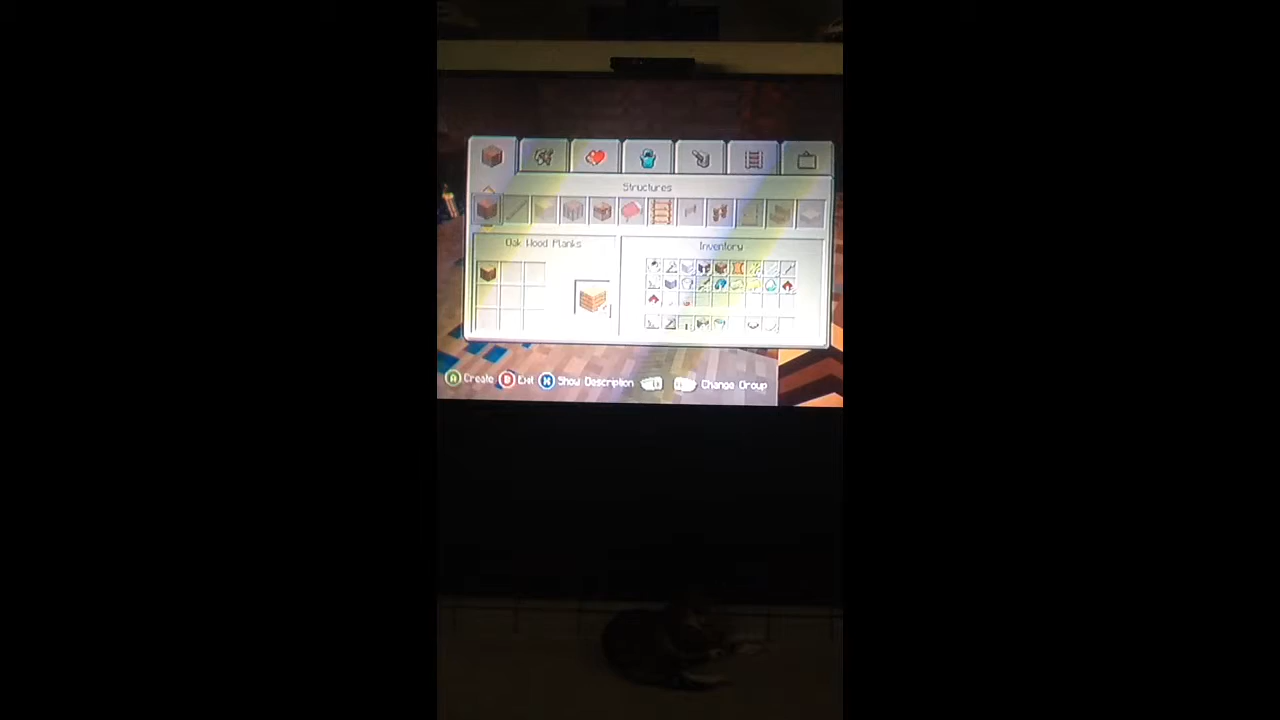 Structures
Oak Wood Planks
Inventory
A Create B Exit X Show Description Change Group